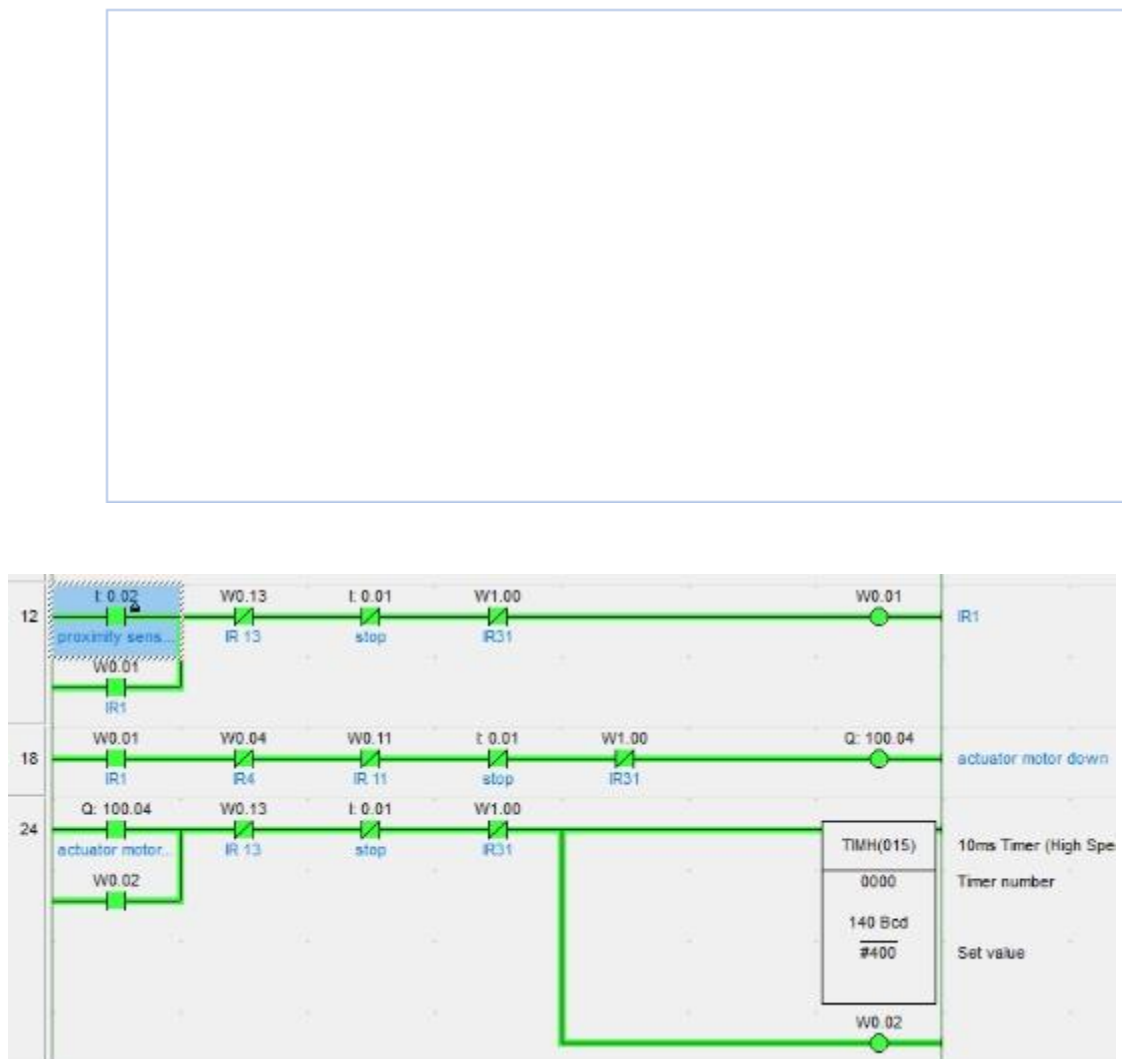 I: 0.02 W0.13 I: 0.01 W1.00 W0.01
12 IR1
proximity sens... IR 13 stop IR31
W0.01
IR1
W0.01 W0.04 W0.11 I: 0.01 W1.00 Q: 100.04
18 actuator motor down
IR1 IR4 IR 11 stop IR31
Q: 100.04 W0.13 I: 0.01 W1.00
24
actuator motor... IR 13 stop IR31 TIMH(015) 10ms Timer (High Spe
W0.02 0000 Timer number
140 Bcd
#400 Set value
W0.02